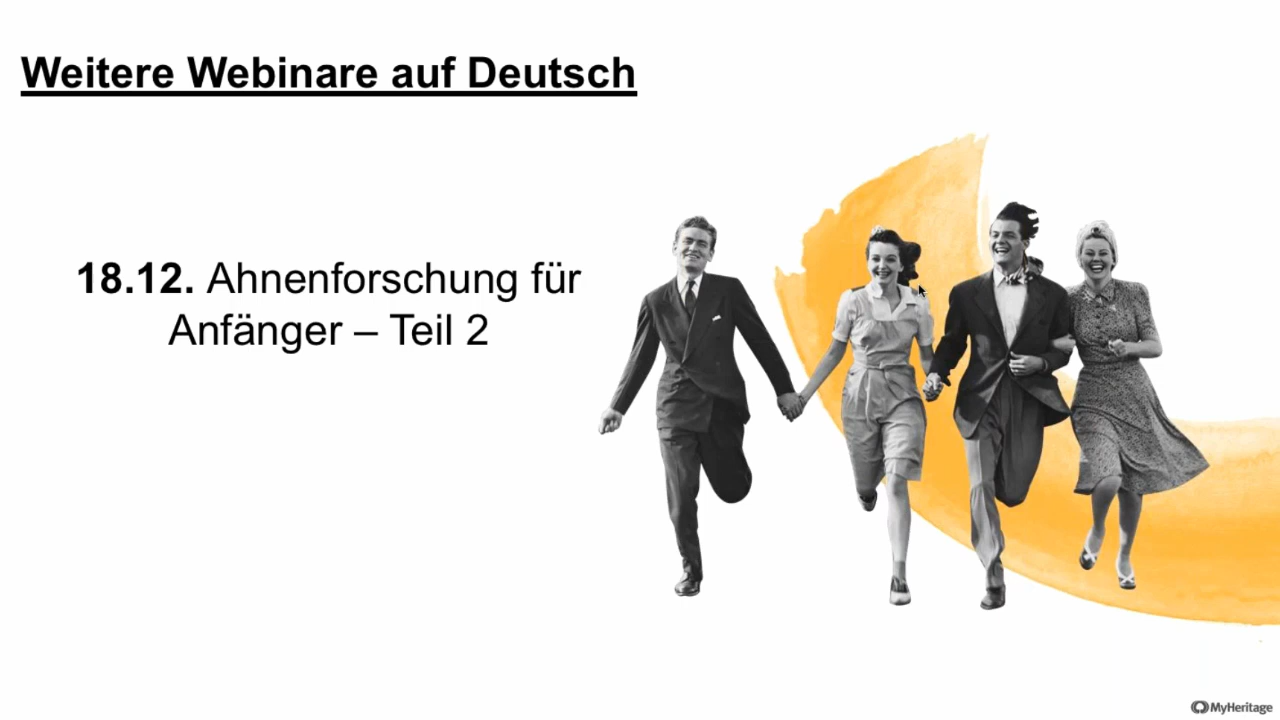 Weitere Webinare auf Deutsch
18.12. Ahnenforschung für
Anfänger – Teil 2
MyHeritage